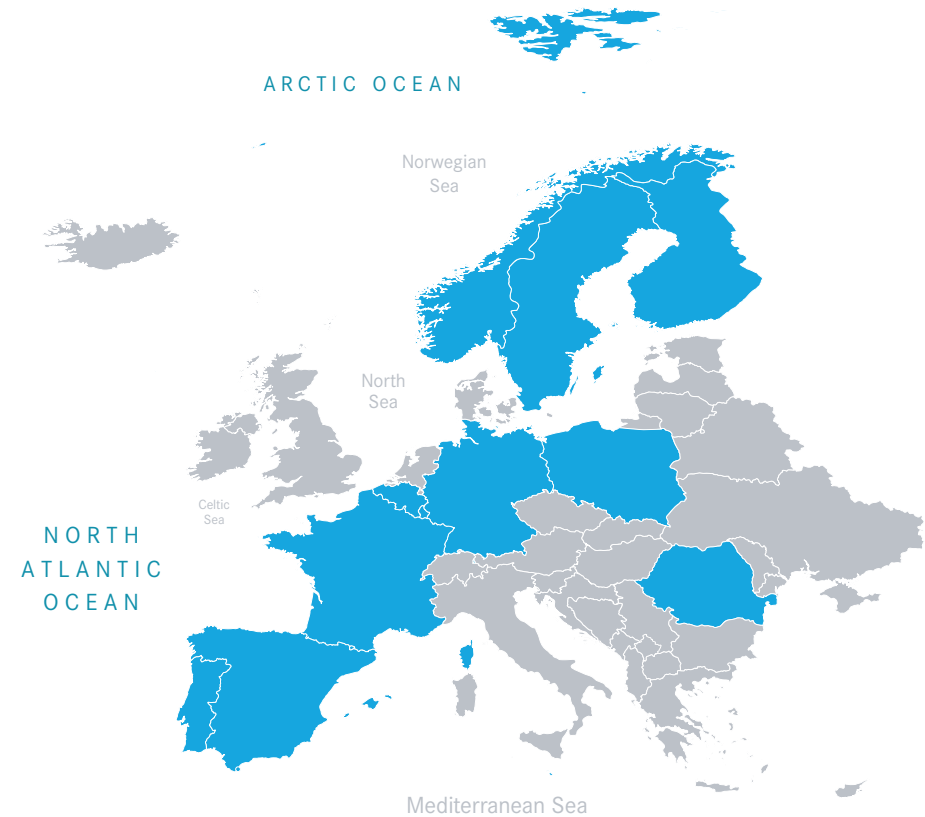 ARCTIC OCEAN
Norwegian
Sea
North
Sea
Celtic
Sea
NORTH
ATLANTIC
OCEAN
Mediterranean Sea